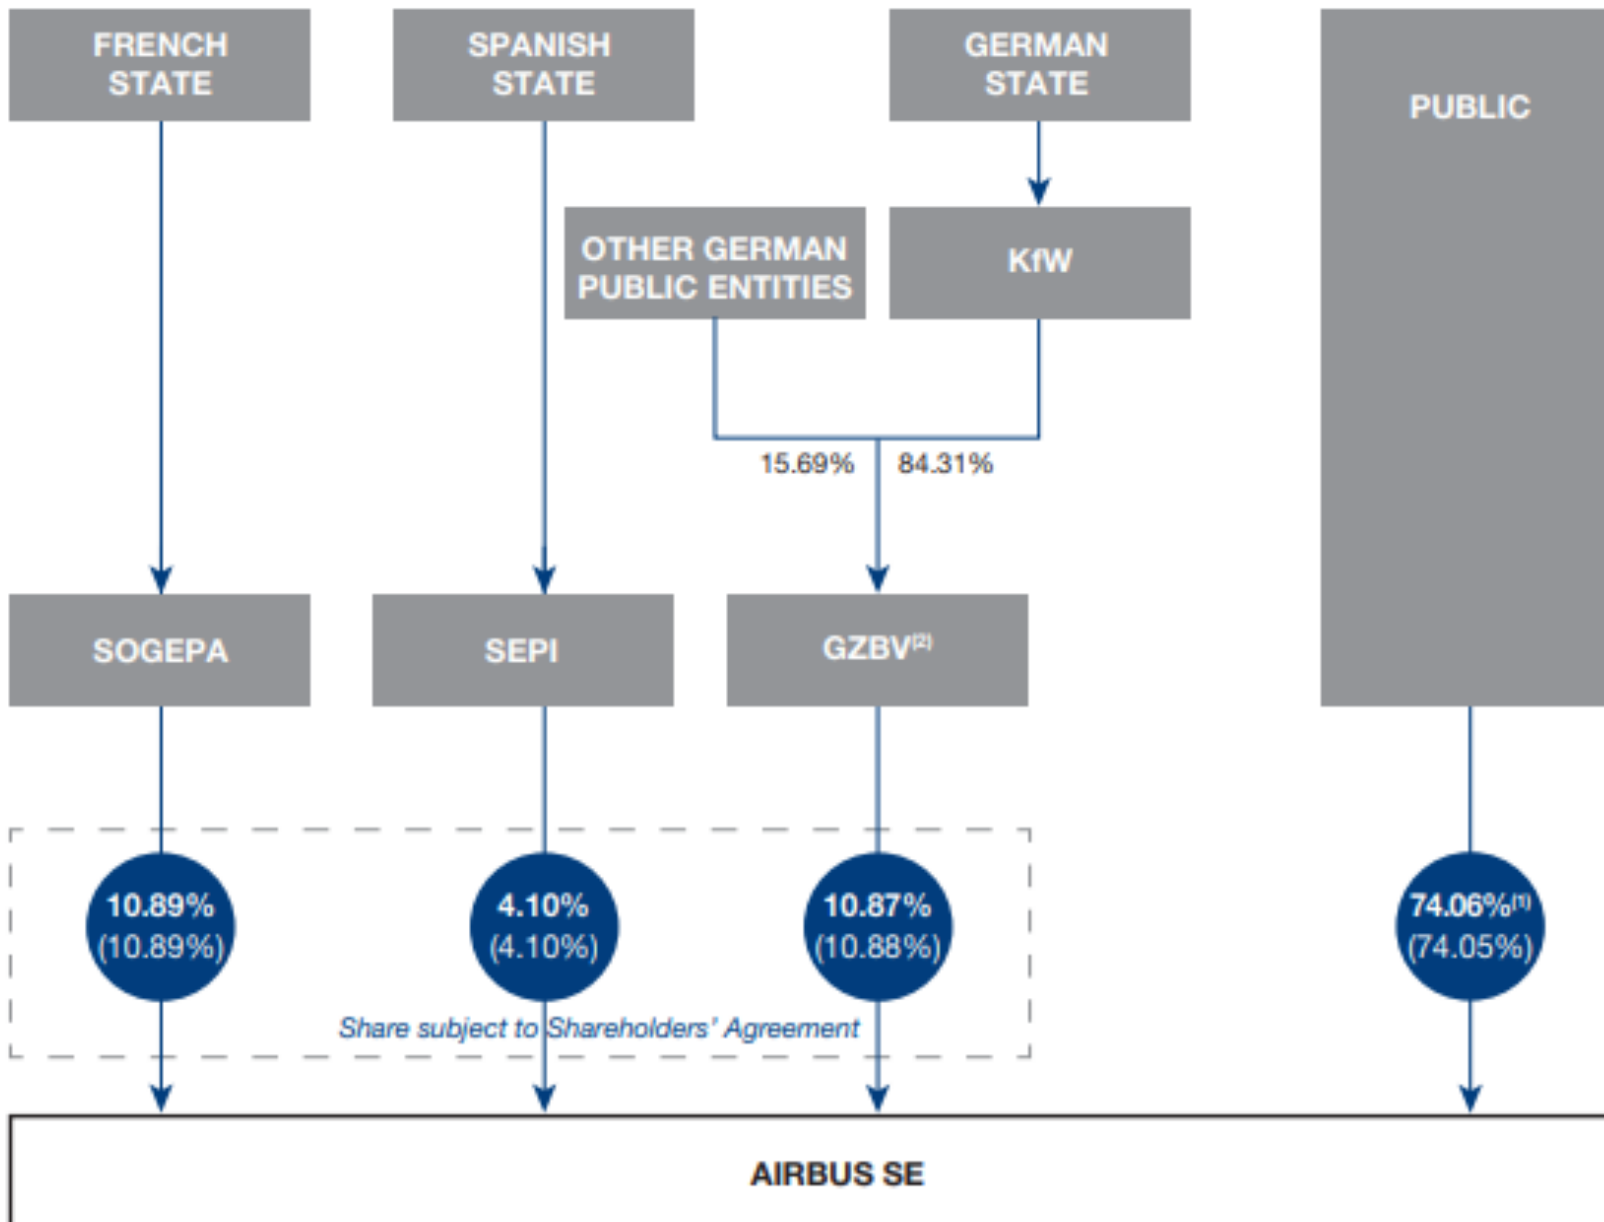 FRENCH
STATE
SPANISH
STATE
GERMAN
STATE
PUBLIC
OTHER GERMAN
PUBLIC ENTITIES
KfW
15.69%
84.31%
SOGEPA
SEPI
GZBV(2)
10.89%
(10.89%)
4.10%
(4.10%)
10.87%
(10.88%)
74.06%(1)
(74.05%)
Share subject to Shareholders' Agreement
AIRBUS SE